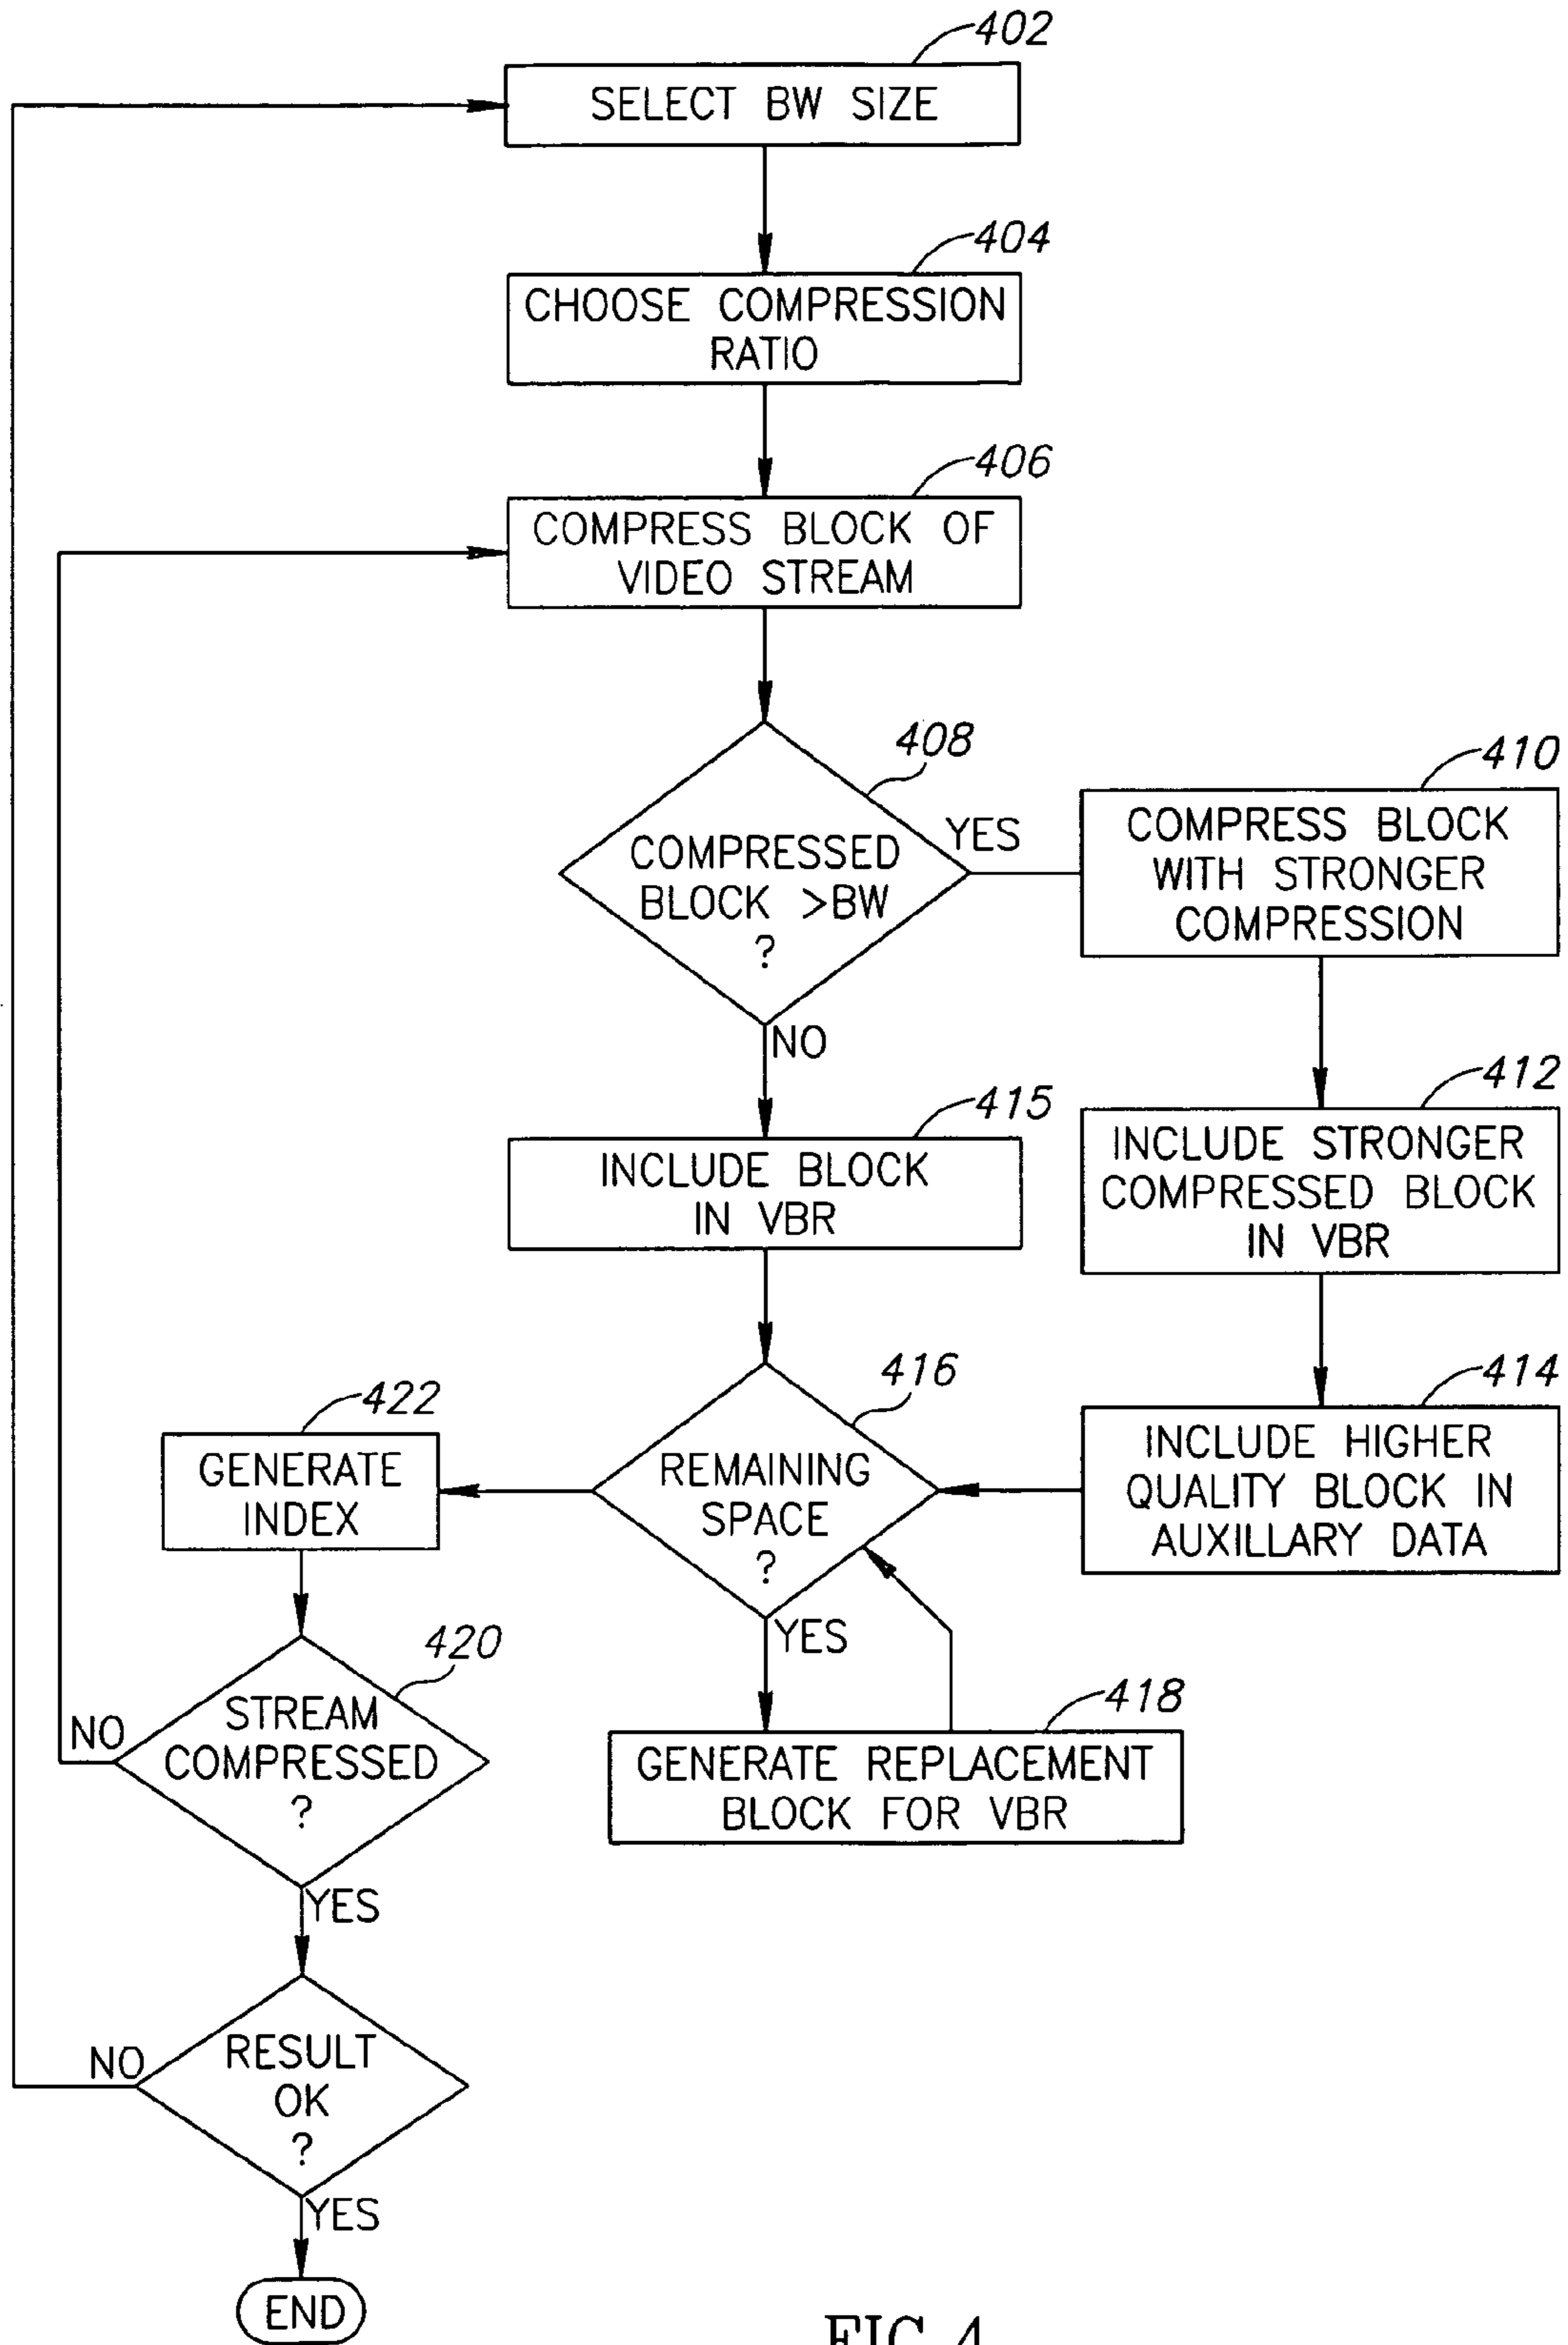 402
SELECT BW SIZE
404
CHOOSE COMPRESSION
RATIO
406
COMPRESS BLOCK OF
VIDEO STREAM
408
COMPRESSED
BLOCK >BW
?
YES
NO
410
COMPRESS BLOCK
WITH STRONGER
COMPRESSION
412
INCLUDE STRONGER
COMPRESSED BLOCK
IN VBR
415
INCLUDE BLOCK
IN VBR
414
INCLUDE HIGHER
QUALITY BLOCK IN
AUXILLARY DATA
416
REMAINING
SPACE
?
YES
422
GENERATE
INDEX
418
GENERATE REPLACEMENT
BLOCK FOR VBR
420
STREAM
COMPRESSED
?
NO
YES
RESULT
OK
?
NO
YES
END
FIG.4